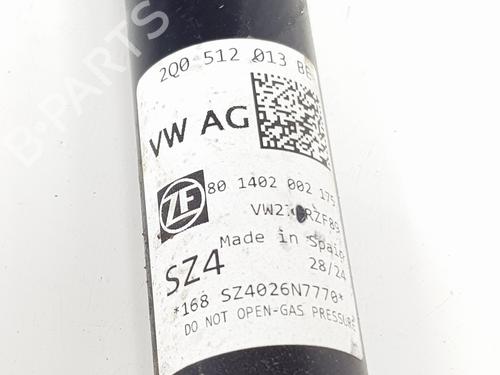 2Q0 512 013 BE
VW AG
ZF
80 1402 002 175
Made in Spain
SZ4
28/24
*168 SZ4026N7770*
DO NOT OPEN-GAS PRESSURE
B-PARTS